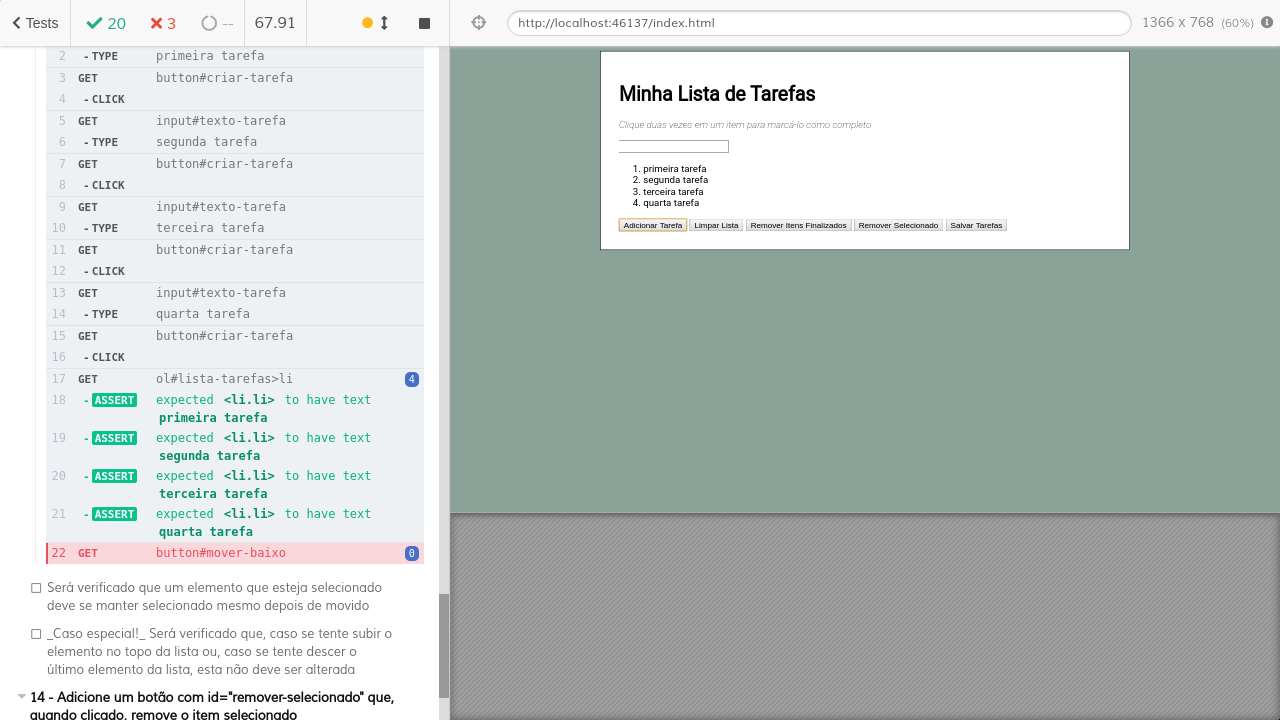 Tests 20 3 -- 67.91
http://localhost:46137/index.html 1366 x 768 (60%)
2 - TYPE primeira tarefa
3 GET button#criar-tarefa
4 - CLICK
5 GET input#texto-tarefa
6 - TYPE segunda tarefa
7 GET button#criar-tarefa
8 - CLICK
9 GET input#texto-tarefa
10 - TYPE terceira tarefa
11 GET button#criar-tarefa
12 - CLICK
13 GET input#texto-tarefa
14 - TYPE quarta tarefa
15 GET button#criar-tarefa
16 - CLICK
17 GET ol#lista-tarefas>li 4
18 - ASSERT expected <li.li> to have text
primeira tarefa
19 - ASSERT expected <li.li> to have text
segunda tarefa
20 - ASSERT expected <li.li> to have text
terceira tarefa
21 - ASSERT expected <li.li> to have text
quarta tarefa
22 GET button#mover-baixo 0
Será verificado que um elemento que esteja selecionado
deve se manter selecionado mesmo depois de movido
_Caso especial!_ Será verificado que, caso se tente subir o
elemento no topo da lista ou, caso se tente descer o
último elemento da lista, esta não deve ser alterada
14 - Adicione um botão com id="remover-selecionado" que,
quando clicado, remove o item selecionado
Minha Lista de Tarefas
Clique duas vezes em um item para marcá-lo como completo
1. primeira tarefa
2. segunda tarefa
3. terceira tarefa
4. quarta tarefa
Adicionar Tarefa Limpar Lista Remover Itens Finalizados Remover Selecionado Salvar Tarefas